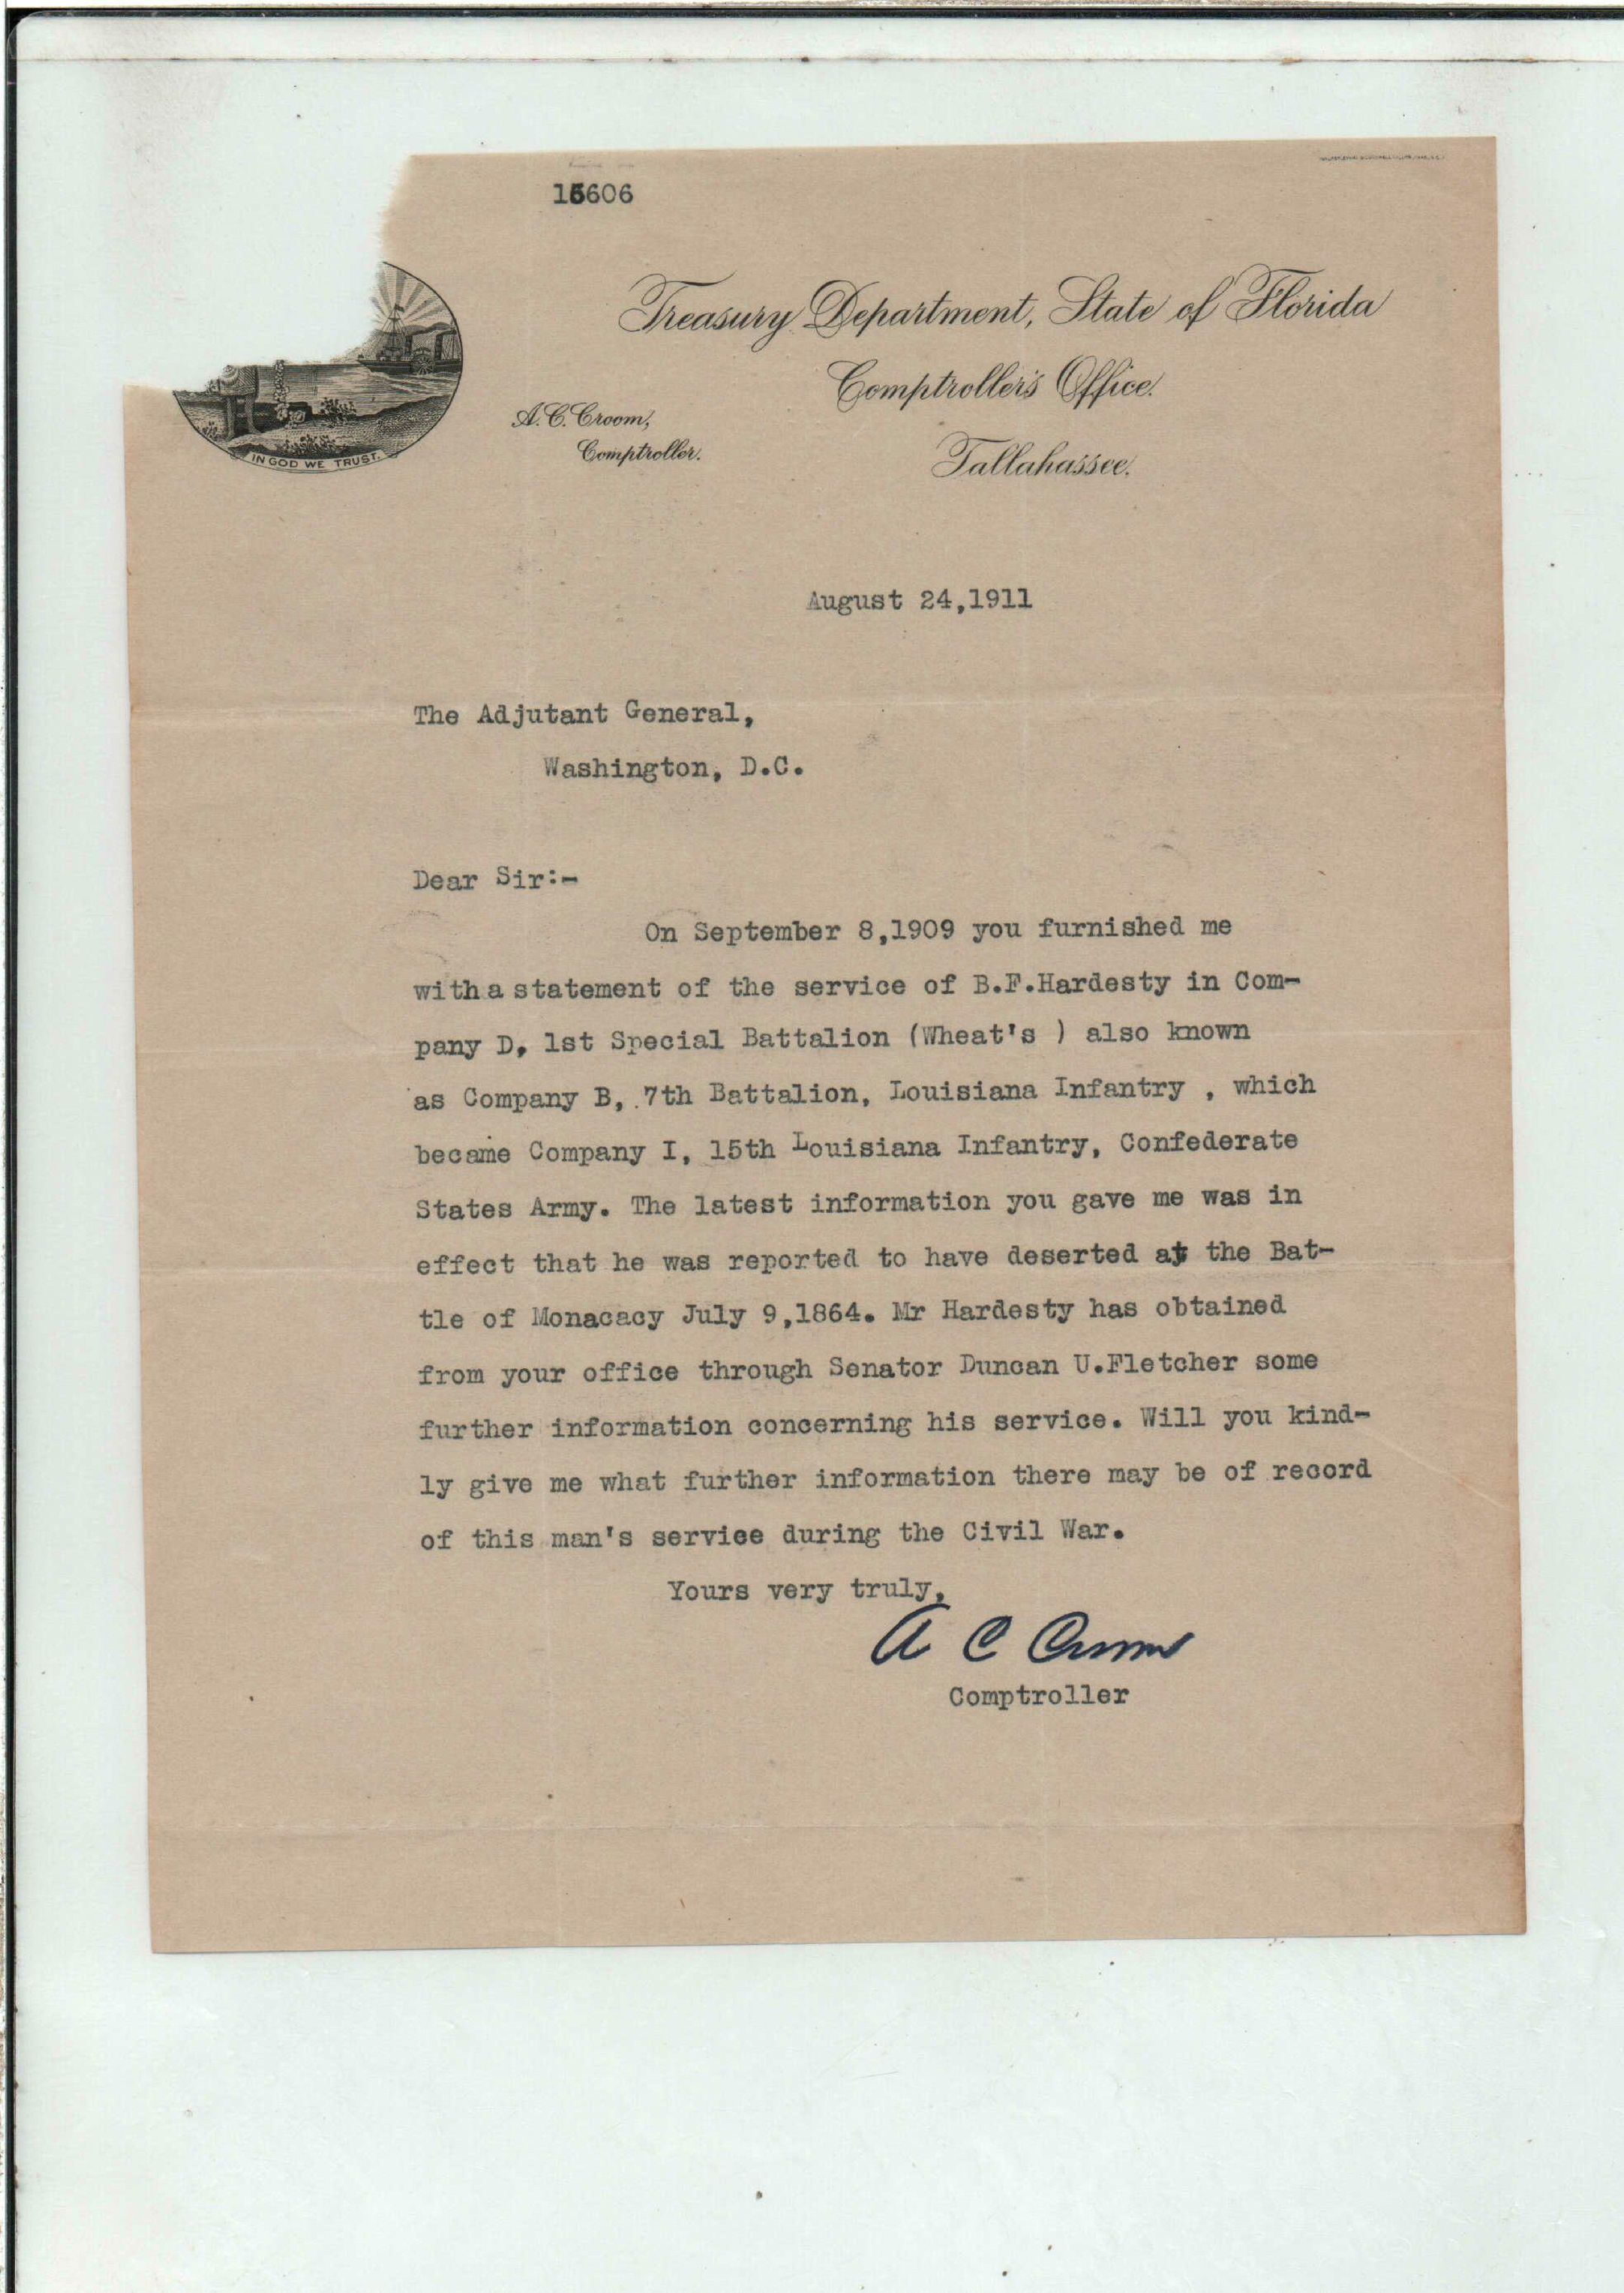 16606
Treasury Department, State of Florida
Comptroller's Office.
A. C. Croom,
Comptroller.
Tallahassee.
IN GOD WE TRUST.
August 24,1911
The Adjutant General,
Washington, D.C.
Dear Sir:-
On September 8,1909 you furnished me
with a statement of the service of B.F.Hardesty in Com-
pany D, 1st Special Battalion (Wheat's ) also known
as Company B, 7th Battalion, Louisiana Infantry , which
became Company I, 15th Louisiana Infantry, Confederate
States Army. The latest information you gave me was in
effect that he was reported to have deserted at the Bat-
tle of Monacacy July 9,1864. Mr Hardesty has obtained
from your office through Senator Duncan U.Fletcher some
further information concerning his service. Will you kind-
ly give me what further information there may be of record
of this man's service during the Civil War.
Yours very truly,
A C Croom
Comptroller